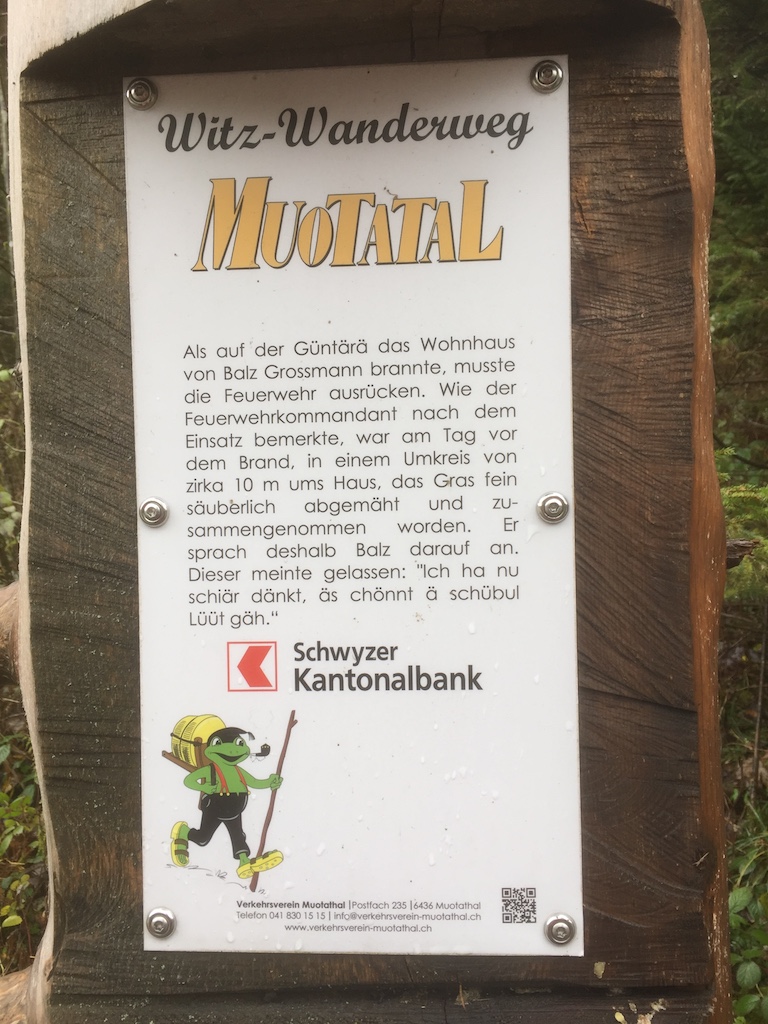 Witz-Wanderweg
MUOTATAL
Als auf der Güntärä das Wohnhaus
von Balz Grossmann brannte, musste
die Feuerwehr ausrücken. Wie der
Feuerwehrkommandant nach dem
Einsatz bemerkte, war am Tag vor
dem Brand, in einem Umkreis von
zirka 10 m ums Haus, das Gras fein
säuberlich abgemäht und zu-
sammengenommen worden. Er
sprach deshalb Balz darauf an.
Dieser meinte gelassen: "Ich ha nu
schiär dänkt, äs chönnt ä schübul
Lüüt gäh.“
Schwyzer
Kantonalbank
Verkehrsverein Muotathal |Postfach 235 |6436 Muotathal
Telefon 041 830 15 15 | info@verkehrsverein-muotathal.ch
www.verkehrsverein-muotathal.ch